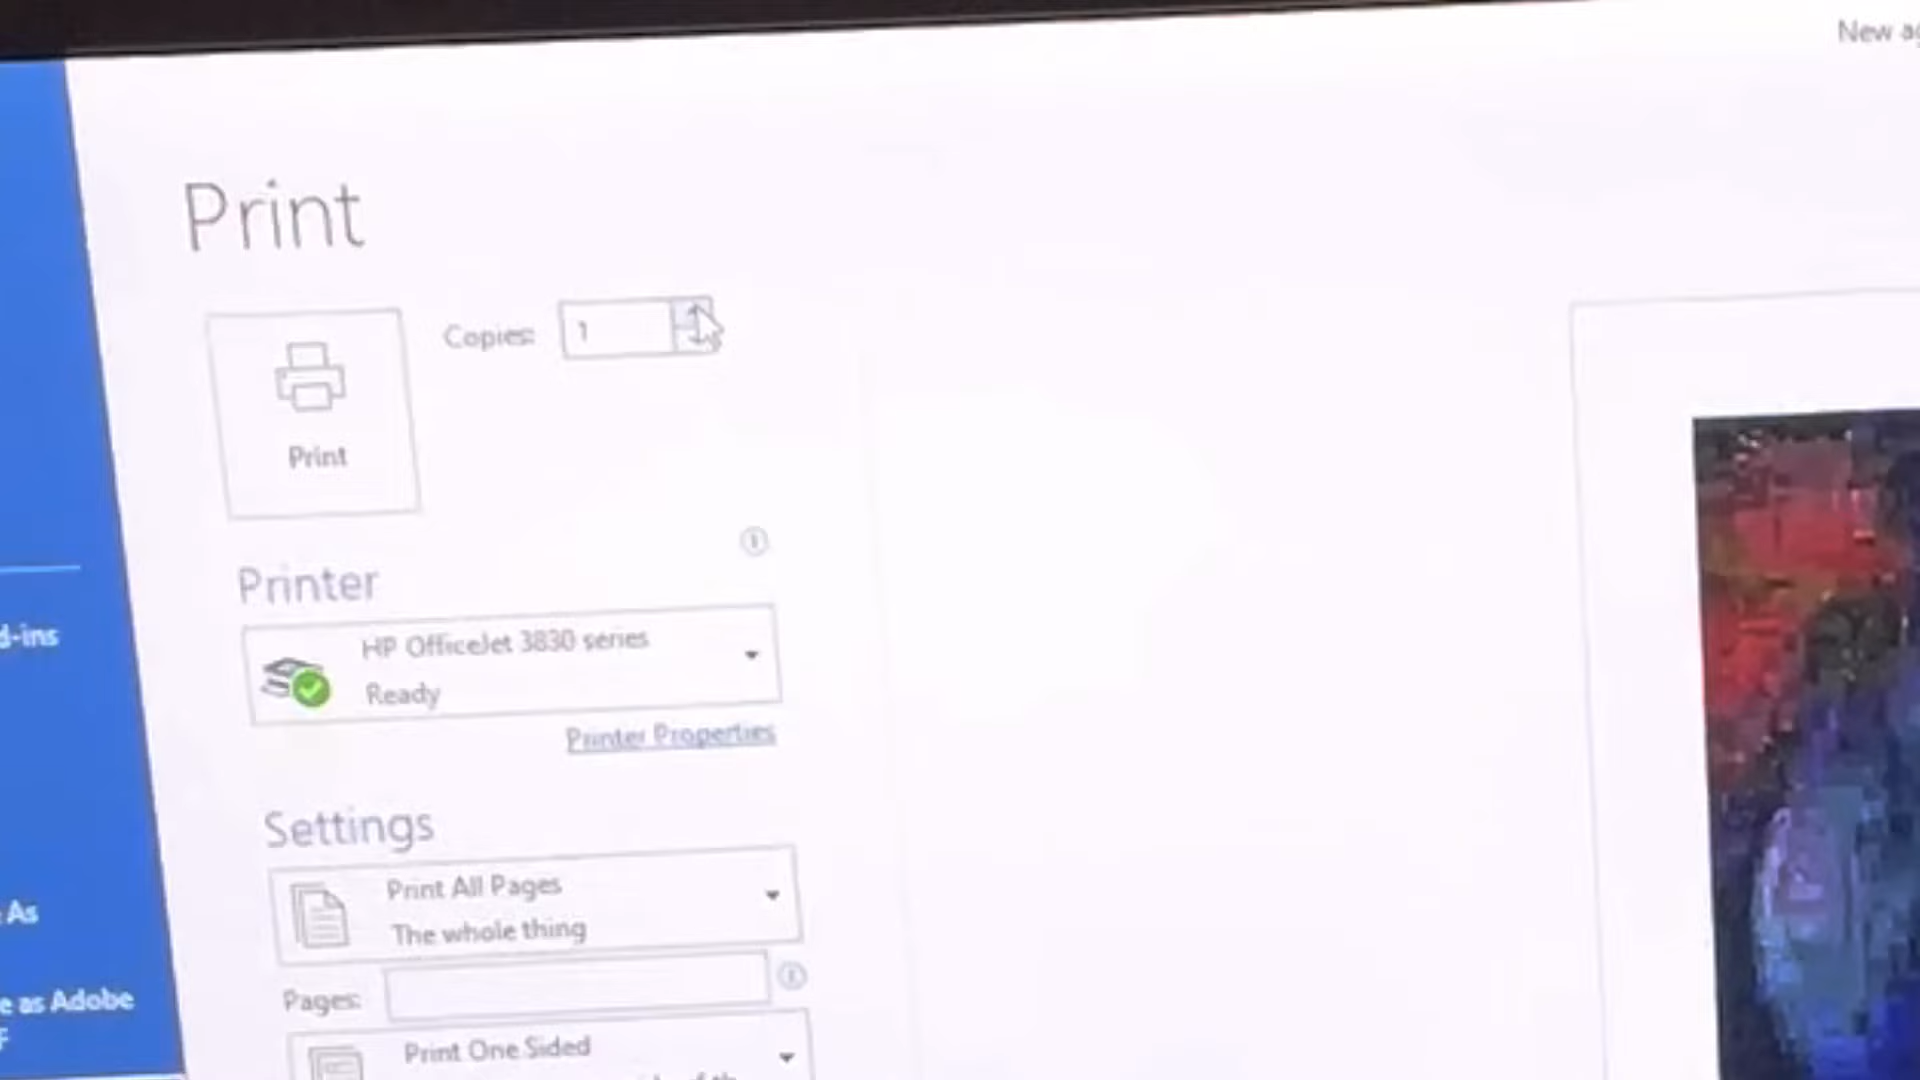 New
Print
Copies:
1
Print
Printer
HP OfficeJet 3830 series
Ready
Printer Properties
Settings
Print All Pages
The whole thing
Pages:
Print One Sided
d-ins
As
e as Adobe
F